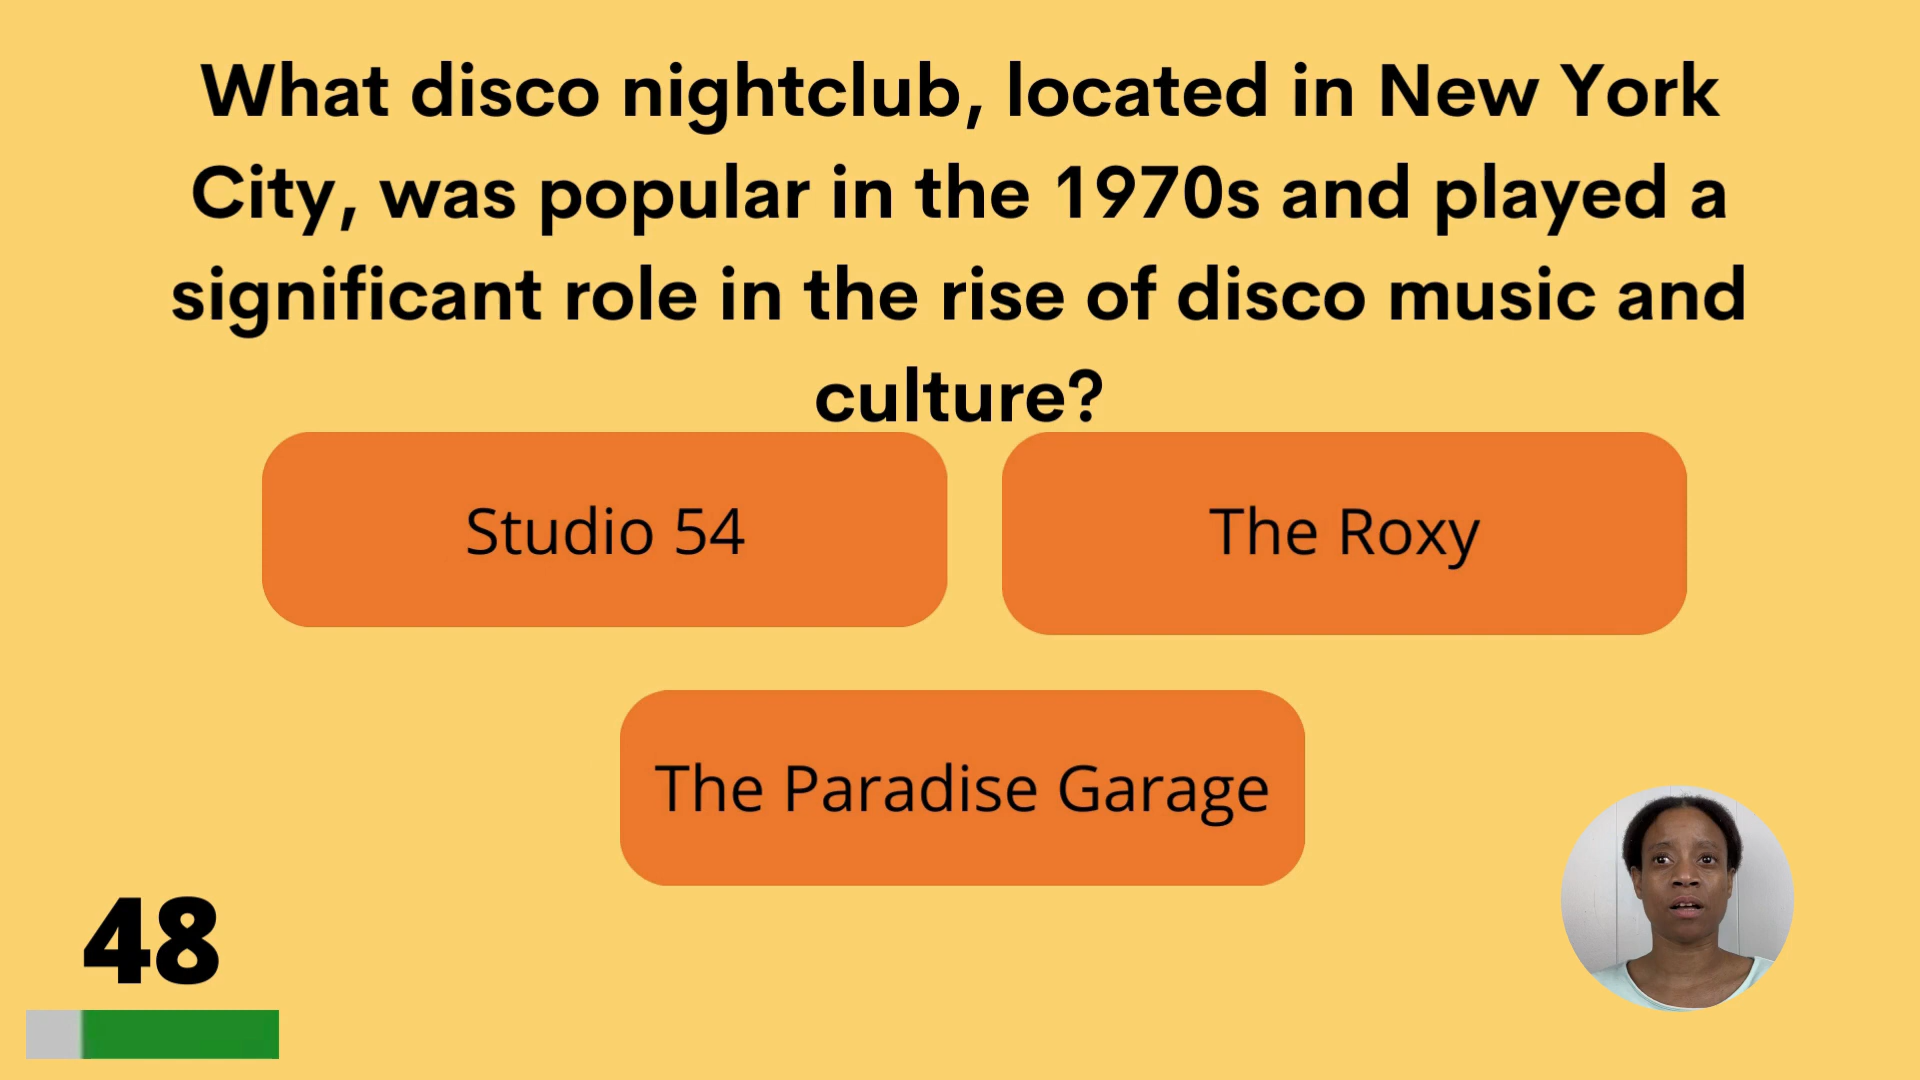 What disco nightclub, located in New York
City, was popular in the 1970s and played a
significant role in the rise of disco music and
culture?
Studio 54
The Roxy
The Paradise Garage
48